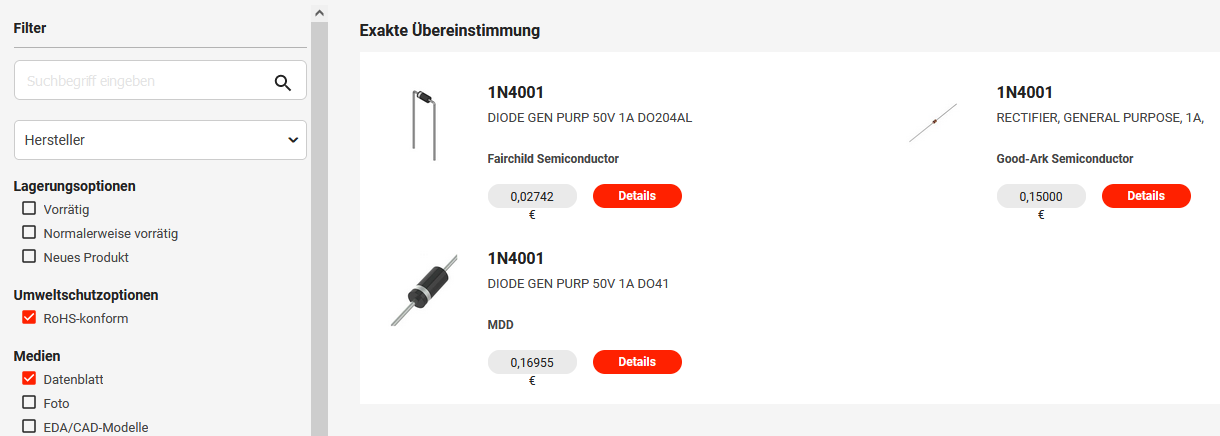 Filter
Suchbegriff eingeben
Hersteller
Lagerungsoptionen
Vorrätig
Normalerweise vorrätig
Neues Produkt
Umweltschutzoptionen
RoHS-konform
Medien
Datenblatt
Foto
EDA/CAD-Modelle
Exakte Übereinstimmung
1N4001
DIODE GEN PURP 50V 1A DO204AL
Fairchild Semiconductor
0,02742
€
Details
1N4001
RECTIFIER, GENERAL PURPOSE, 1A,
Good-Ark Semiconductor
0,15000
€
Details
1N4001
DIODE GEN PURP 50V 1A DO41
MDD
0,16955
€
Details